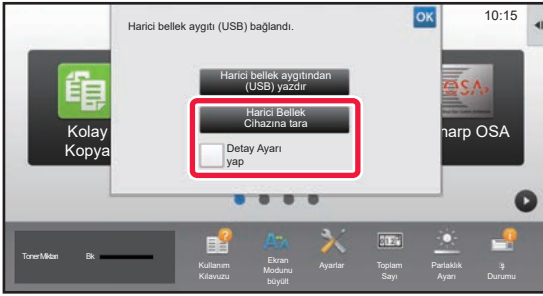 Harici bellek aygıtı (USB) bağlandı.
OK
10:15
Harici bellek aygıtından
(USB) yazdır
Harici Bellek
Cihazına tara
Detay Ayarı
yap
Kolay
Kopya
harp OSA
Toner Miktarı
Bk
Kullanım
Kılavuzu
Ekran
Modunu
büyült
Ayarlar
Toplam
Sayı
Parlaklık
Ayarı
İş
Durumu